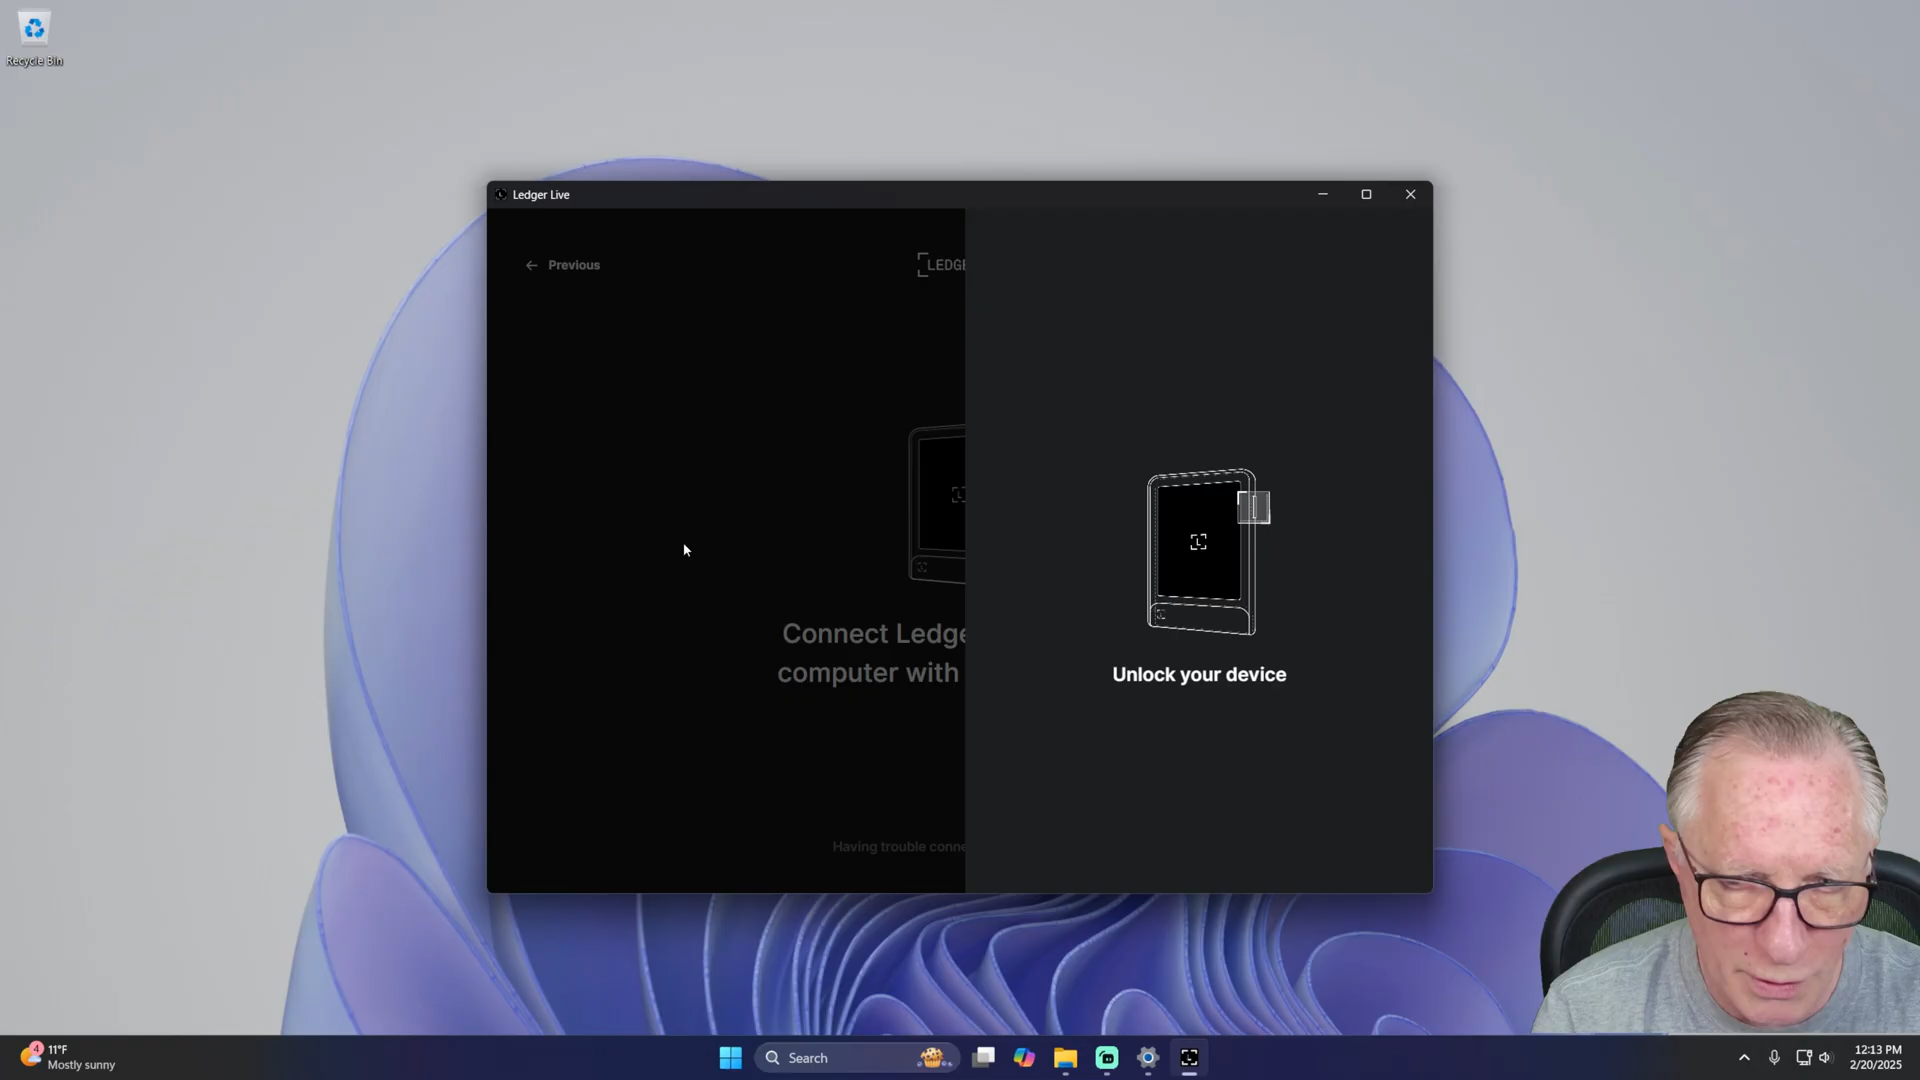 Recycle Bin
Ledger Live
Previous
LEDGE
Connect Ledge
computer with
Having trouble conne
Unlock your device
4
11°F
Mostly sunny
Search
12:13 PM
2/20/2025